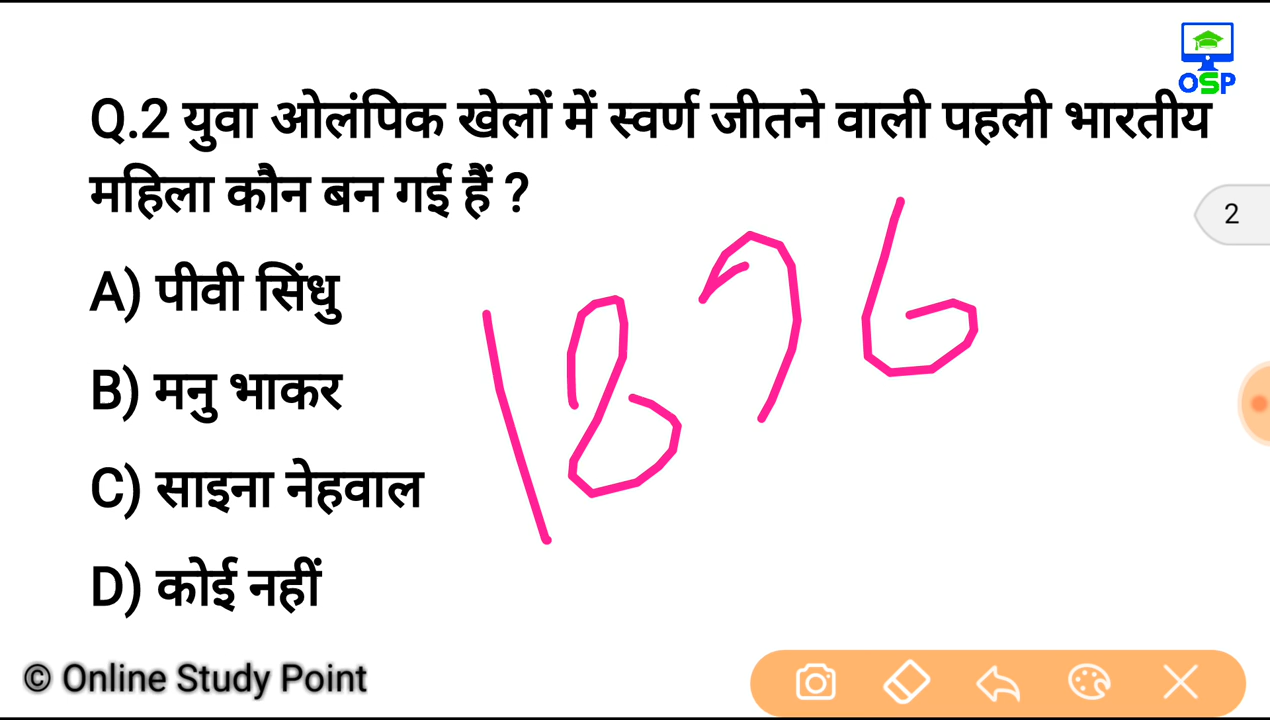 OSP
Q.2 युवा ओलंपिक खेलों में स्वर्ण जीतने वाली पहली भारतीय
महिला कौन बन गई हैं ?
2
A) पीवी सिंधु
1876
B) मनु भाकर
C) साइना नेहवाल
D) कोई नहीं
© Online Study Point